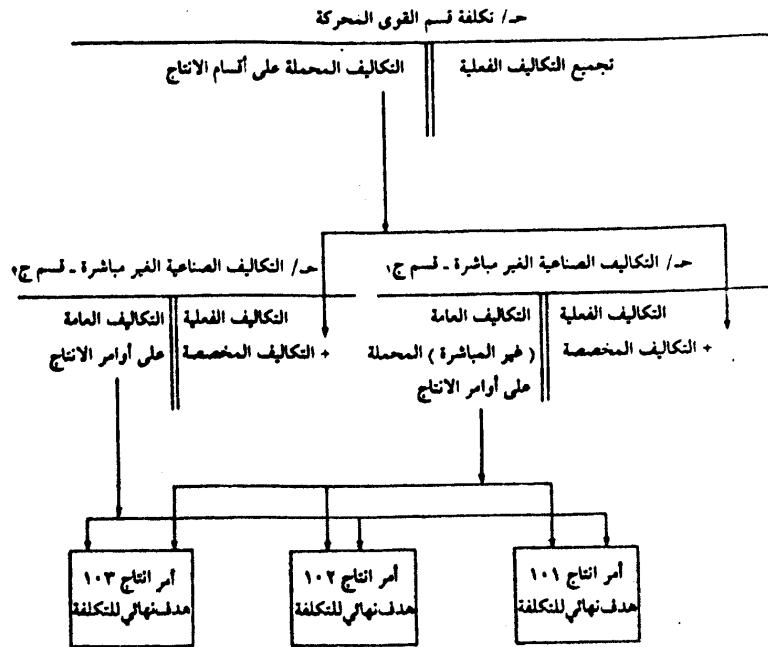 حـ/ تكلفة قسم القوى المحركة
تجميع التكاليف الفعلية
التكاليف المحملة على أقسام الانتاج
حـ/ التكاليف الصناعية الغير مباشرة - قسم ج١
التكاليف الفعلية
+ التكاليف المخصصة
التكاليف العامة
( غير المباشرة ) المحملة
على أوامر الانتاج
حـ/ التكاليف الصناعية الغير مباشرة - قسم ج٢
التكاليف الفعلية
+ التكاليف المخصصة
التكاليف العامة
على أوامر الانتاج
أمر انتاج ١٠١
هدف نهائي للتكلفة
أمر انتاج ١٠٢
هدف نهائي للتكلفة
أمر انتاج ١٠٣
هدف نهائي للتكلفة